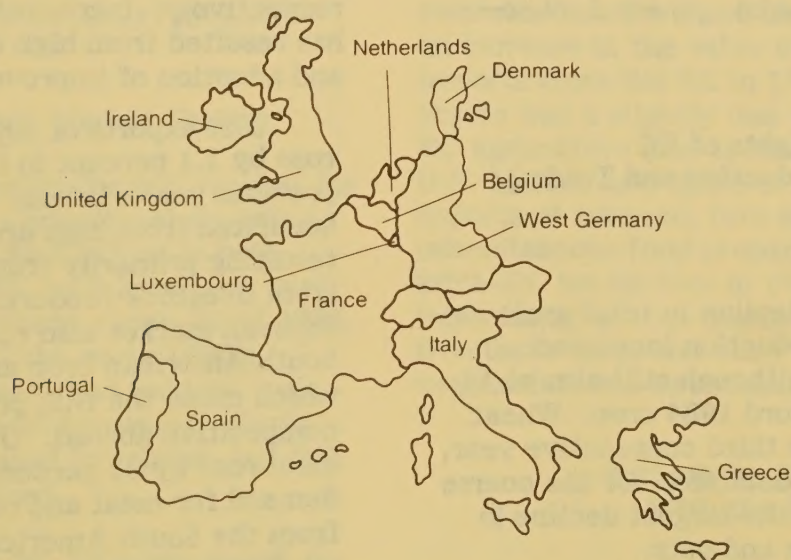 Netherlands
Denmark
Ireland
Belgium
United Kingdom
West Germany
Luxembourg
France
Italy
Portugal
Spain
Greece